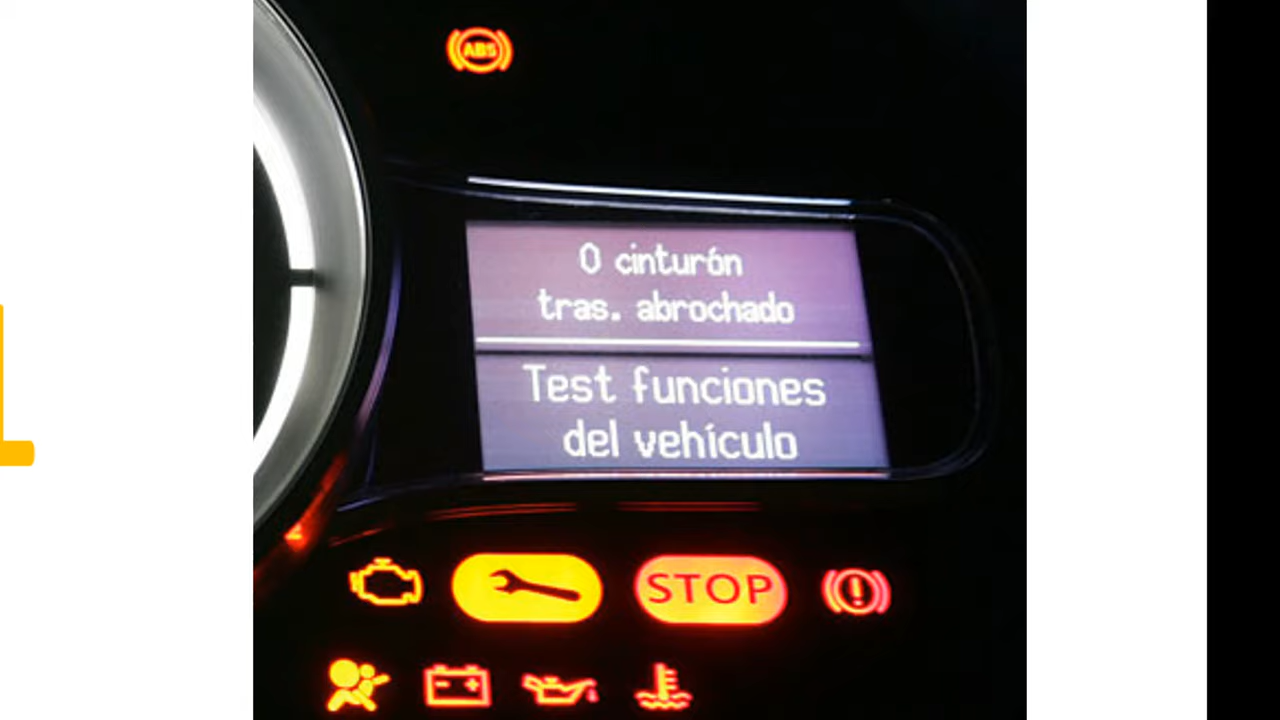 ABS
0 cinturón
tras. abrochado
Test funciones
del vehículo
STOP